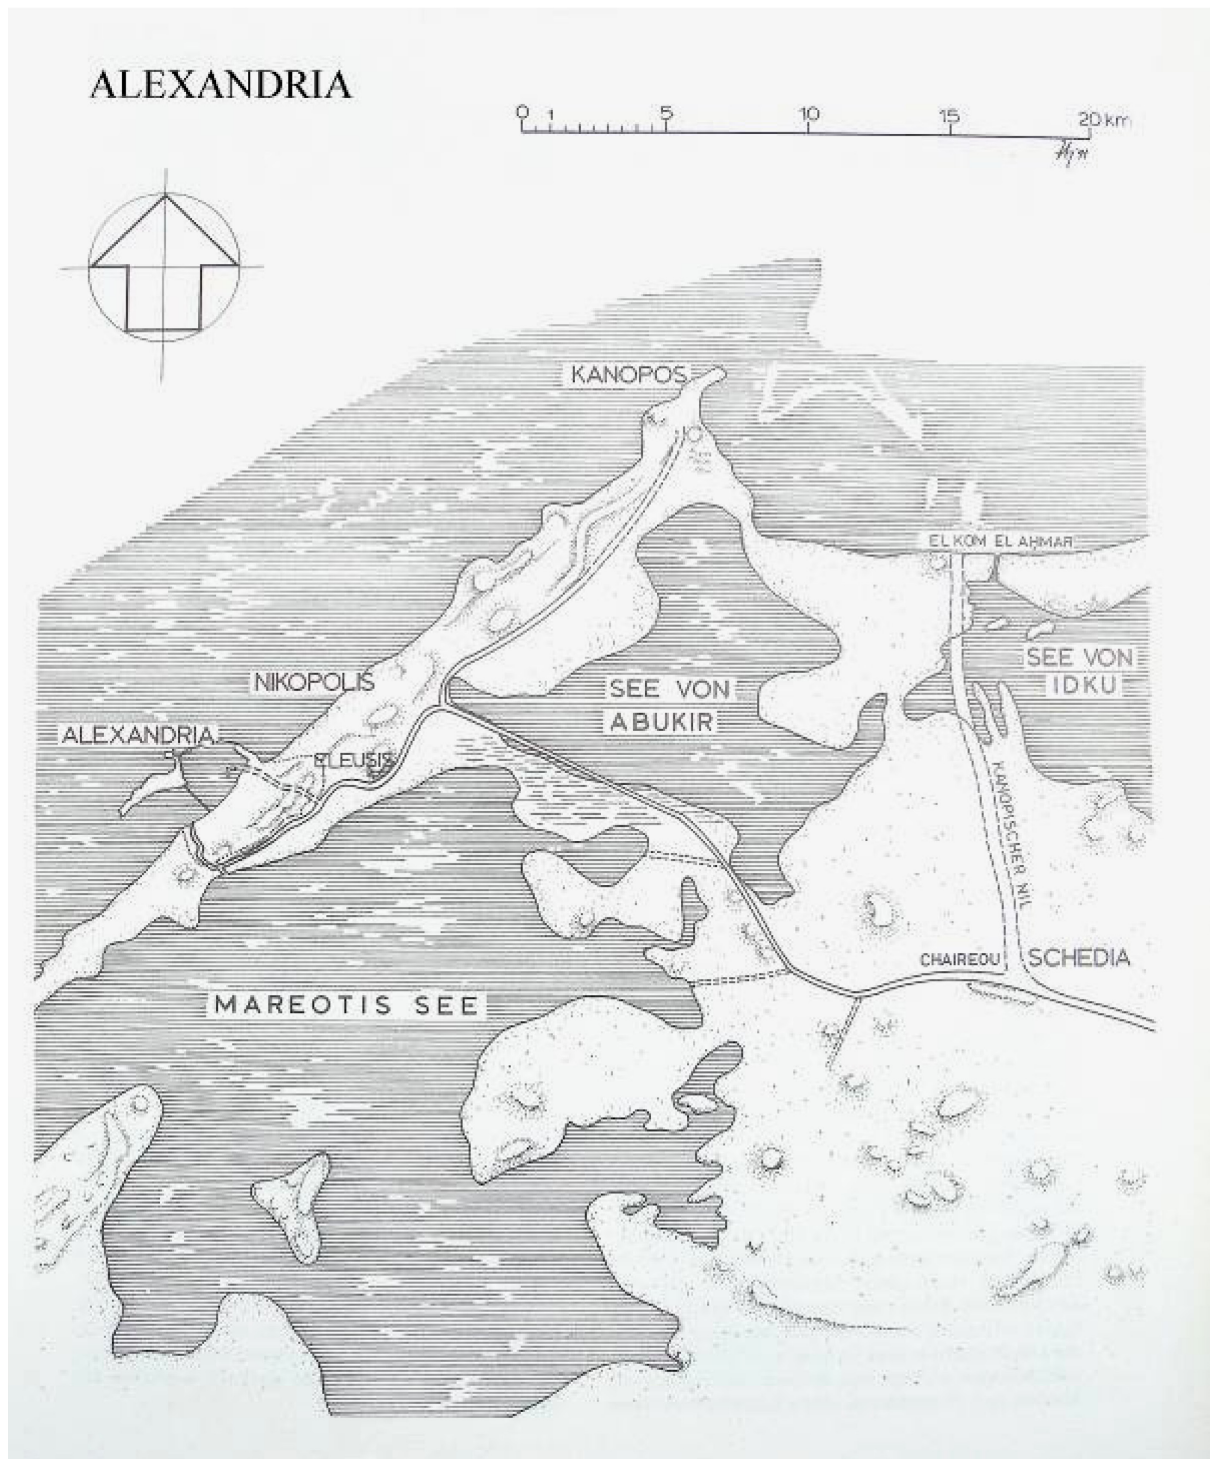 ALEXANDRIA
0 1 5 10 15 20 km
KANOPOS
EL KOM EL AHMAR
SEE VON
IDKU
NIKOPOLIS
SEE VON
ABUKIR
ALEXANDRIA
ELEUSIS
KANOPISCHER NIL
CHAIREOU
SCHEDIA
MAREOTIS SEE